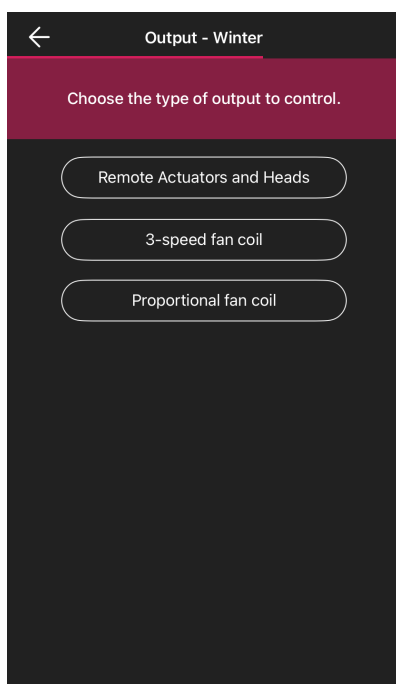 Output - Winter
Choose the type of output to control.
Remote Actuators and Heads
3-speed fan coil
Proportional fan coil